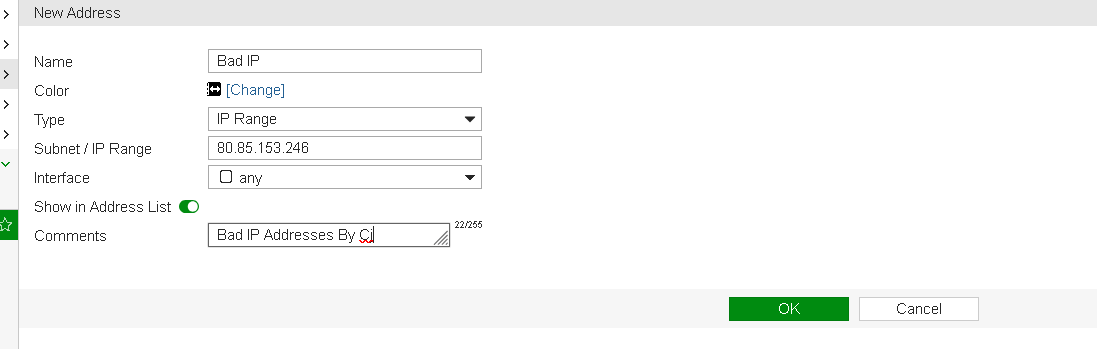 New Address
Name Bad IP
Color [Change]
Type IP Range
Subnet / IP Range 80.85.153.246
Interface any
Show in Address List
Comments Bad IP Addresses By Ci 22/255
OK Cancel